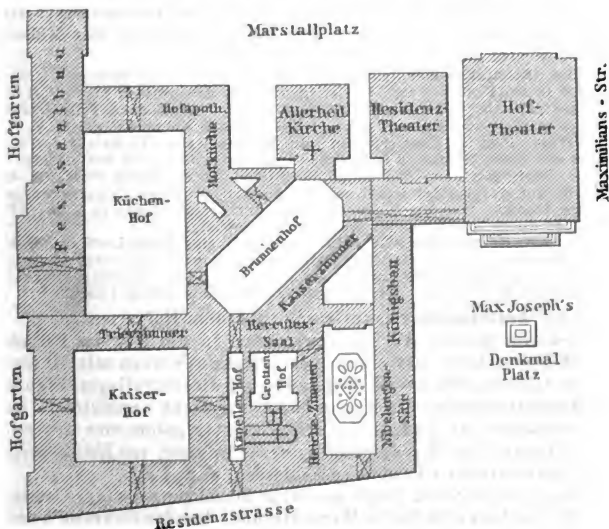 Marstallplatz
Hofgarten
Festsaalbau
Hofapoth.
Hofküche
Allerheil.
Kirche
Residenz-
Theater
Hof-
Theater
Maximilians - Str.
Küchen-
Hof
Brunnenhof
Kaiserzimmer
Königsbau
Trierzimmer
Hercules-
Saal
Max Joseph's
Denkmal
Platz
Hofgarten
Kaiser-
Hof
Kapellen-Hof
Grotten
Hof
Reiche-Zimmer
Nibelungen-
Säle
Residenzstrasse